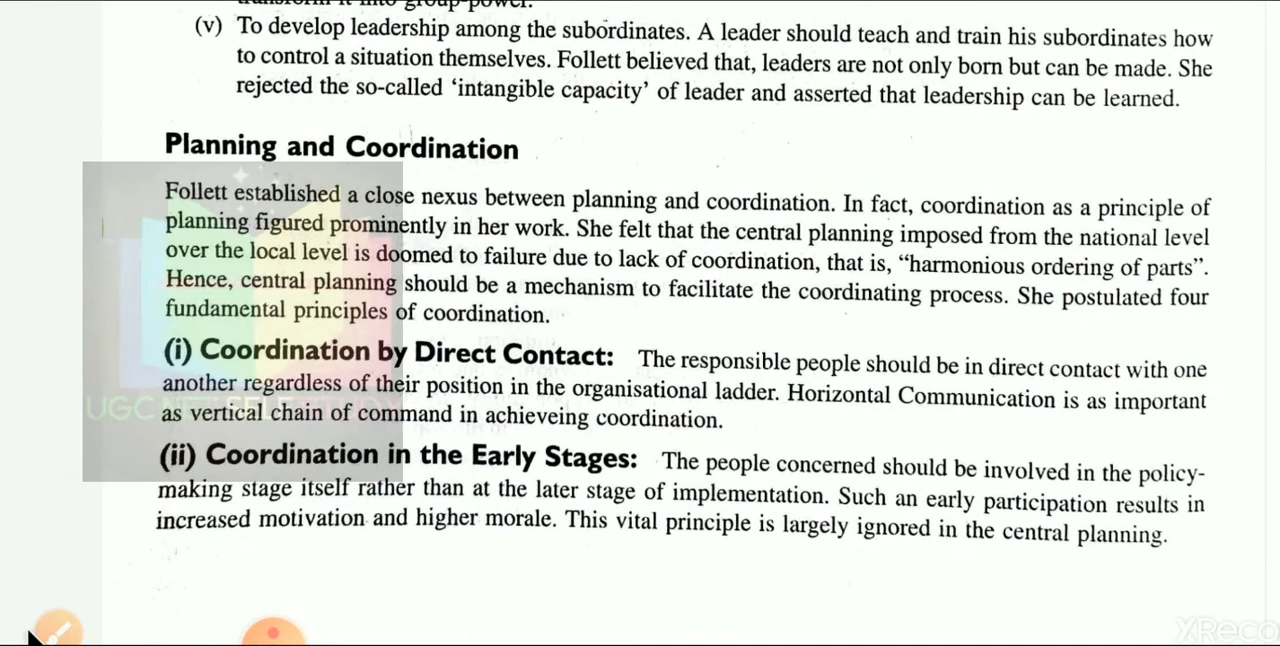 transform it into group-power.
(v) To develop leadership among the subordinates. A leader should teach and train his subordinates how
to control a situation themselves. Follett believed that, leaders are not only born but can be made. She
rejected the so-called ‘intangible capacity’ of leader and asserted that leadership can be learned.
Planning and Coordination
Follett established a close nexus between planning and coordination. In fact, coordination as a principle of
planning figured prominently in her work. She felt that the central planning imposed from the national level
over the local level is doomed to failure due to lack of coordination, that is, “harmonious ordering of parts”.
Hence, central planning should be a mechanism to facilitate the coordinating process. She postulated four
fundamental principles of coordination.
(i) Coordination by Direct Contact: The responsible people should be in direct contact with one
another regardless of their position in the organisational ladder. Horizontal Communication is as important
as vertical chain of command in achieveing coordination.
(ii) Coordination in the Early Stages: The people concerned should be involved in the policy-
making stage itself rather than at the later stage of implementation. Such an early participation results in
increased motivation and higher morale. This vital principle is largely ignored in the central planning.
UGC
XReco